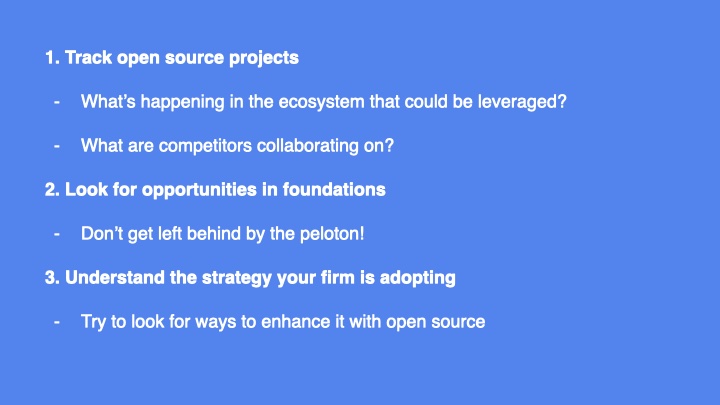 1. Track open source projects
- What’s happening in the ecosystem that could be leveraged?
- What are competitors collaborating on?
2. Look for opportunities in foundations
- Don’t get left behind by the peloton!
3. Understand the strategy your firm is adopting
- Try to look for ways to enhance it with open source